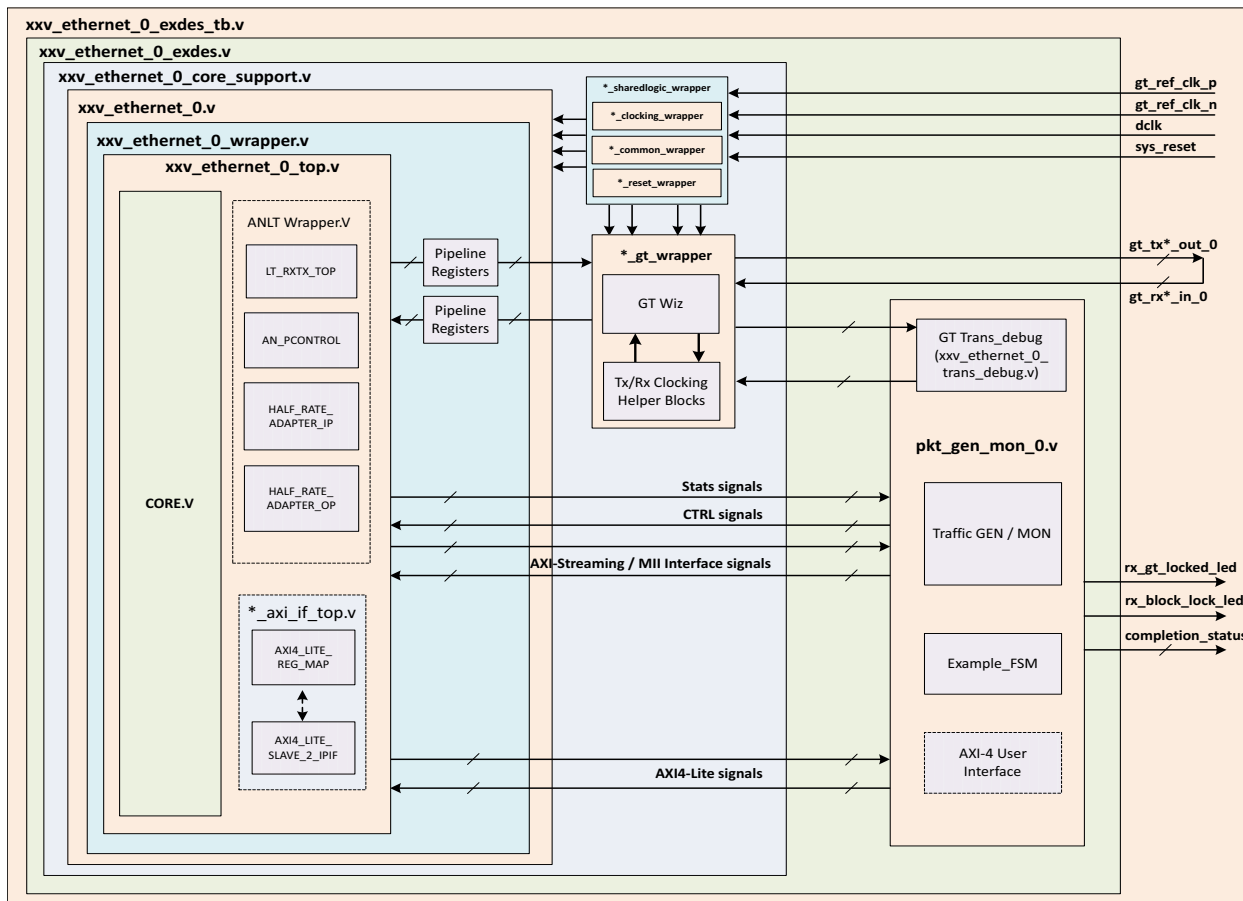 xxv_ethernet_0_exdes_tb.v
xxv_ethernet_0_exdes.v
xxv_ethernet_0_core_support.v
xxv_ethernet_0.v
xxv_ethernet_0_wrapper.v
xxv_ethernet_0_top.v
CORE.V
ANLT Wrapper.V
LT_RXTX_TOP
AN_PCONTROL
HALF_RATE_
ADAPTER_IP
HALF_RATE_
ADAPTER_OP
*_axi_if_top.v
AXI4_LITE_
REG_MAP
AXI4_LITE_
SLAVE_2_IPIF
Pipeline
Registers
Pipeline
Registers
*_sharedlogic_wrapper
*_clocking_wrapper
*_common_wrapper
*_reset_wrapper
*_gt_wrapper
GT Wiz
Tx/Rx Clocking
Helper Blocks
Stats signals
CTRL signals
AXI-Streaming / MII Interface signals
AXI4-Lite signals
GT Trans_debug
(xxv_ethernet_0_
trans_debug.v)
pkt_gen_mon_0.v
Traffic GEN / MON
Example_FSM
AXI-4 User
Interface
gt_ref_clk_p
gt_ref_clk_n
dclk
sys_reset
gt_tx*_out_0
gt_rx*_in_0
rx_gt_locked_led
rx_block_lock_led
completion_status